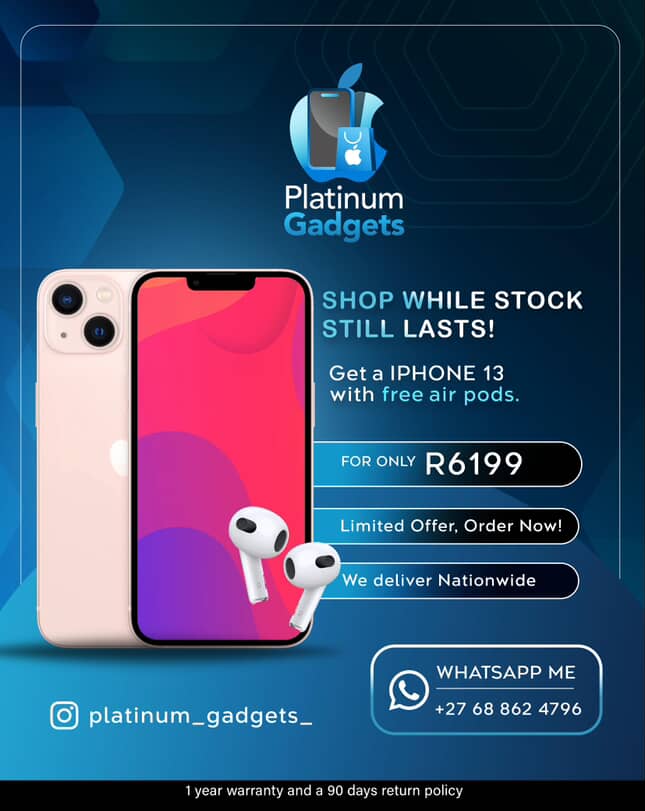 Platinum
Gadgets
SHOP WHILE STOCK
STILL LASTS!
Get a IPHONE 13
with free air pods.
FOR ONLY R6199
Limited Offer, Order Now!
We deliver Nationwide
WHATSAPP ME
+27 68 862 4796
platinum_gadgets_
1 year warranty and a 90 days return policy